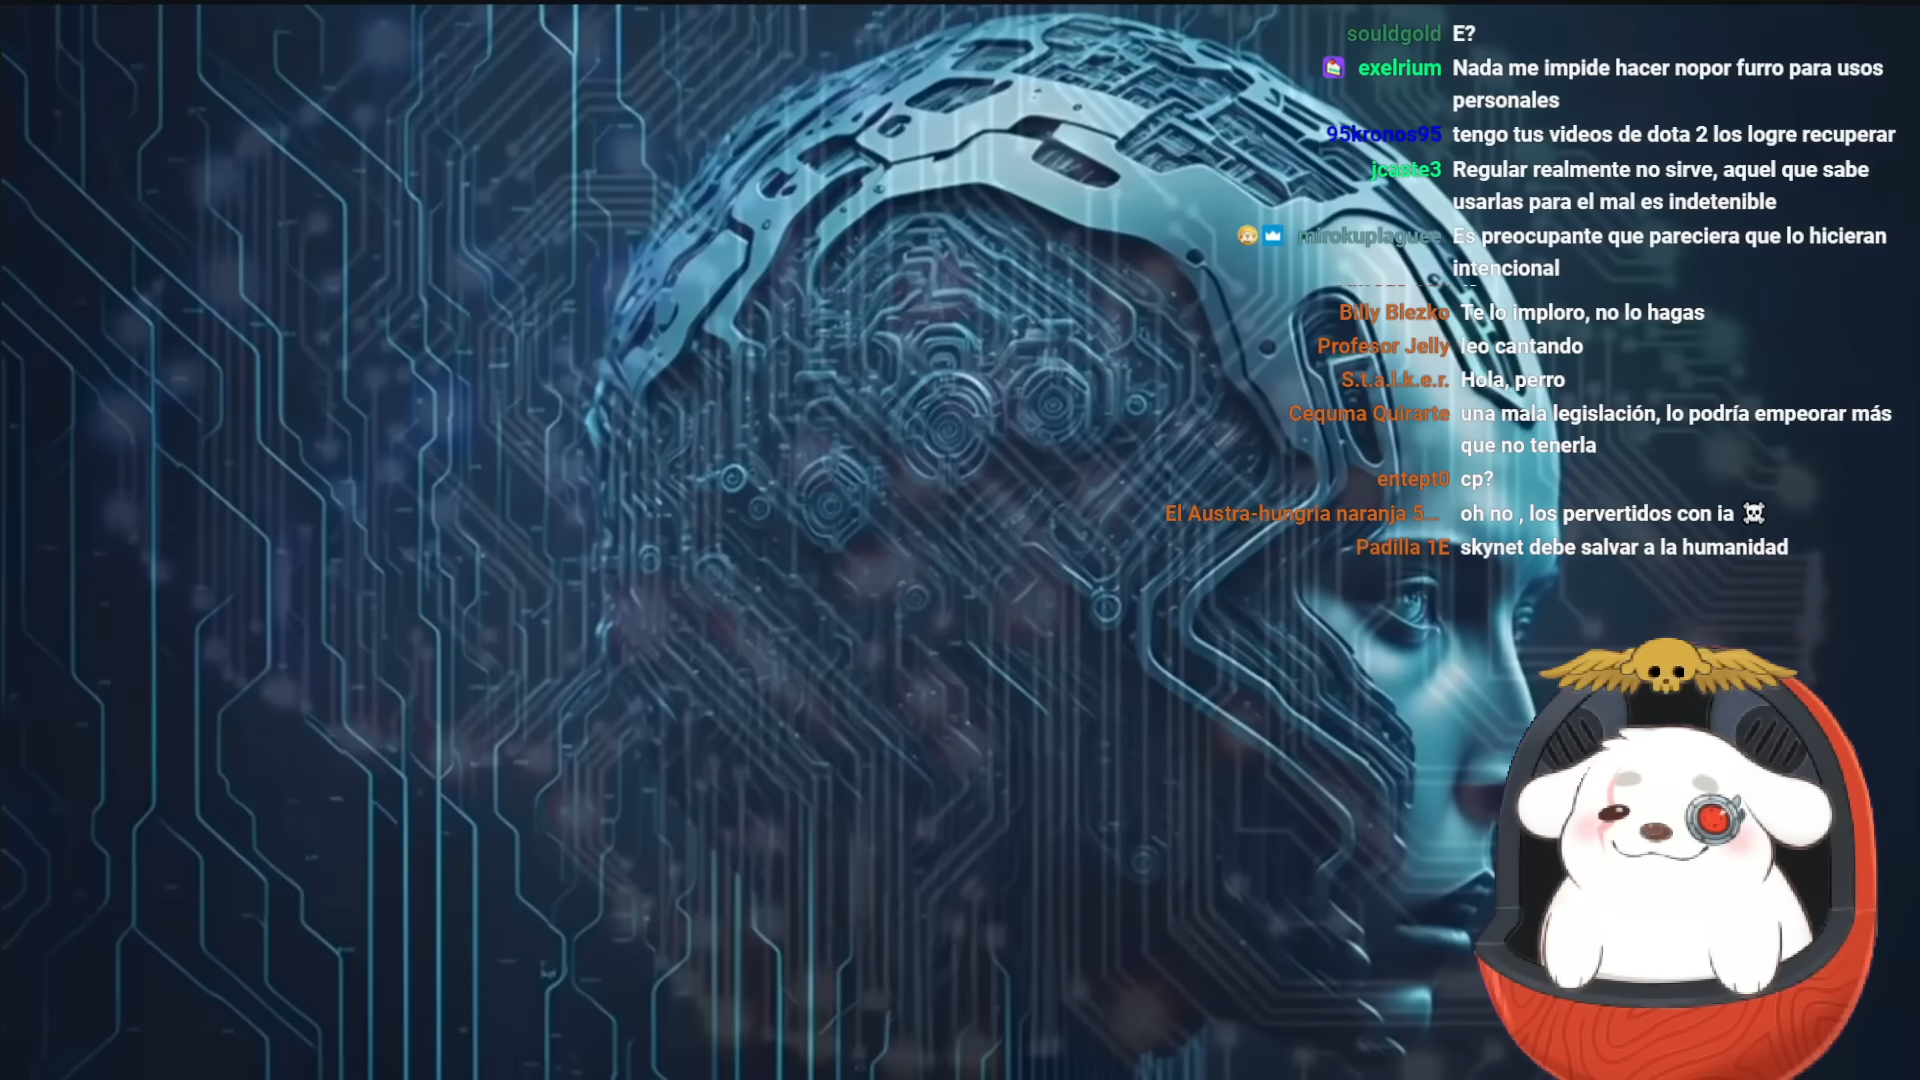 souldgold E?
exelrium Nada me impide hacer nopor furro para usos
personales
95kronos95 tengo tus videos de dota 2 los logre recuperar
jcaste3 Regular realmente no sirve, aquel que sabe
usarlas para el mal es indetenible
mirokuplaguee Es preocupante que pareciera que lo hicieran
intencional
Billy Blezko Te lo imploro, no lo hagas
Profesor Jelly leo cantando
S.t.a.l.k.e.r. Hola, perro
Cequma Quirarte una mala legislación, lo podría empeorar más
que no tenerla
entept0 cp?
El Austra-hungria naranja 5... oh no , los pervertidos con ia ☠
Padilla 1E skynet debe salvar a la humanidad